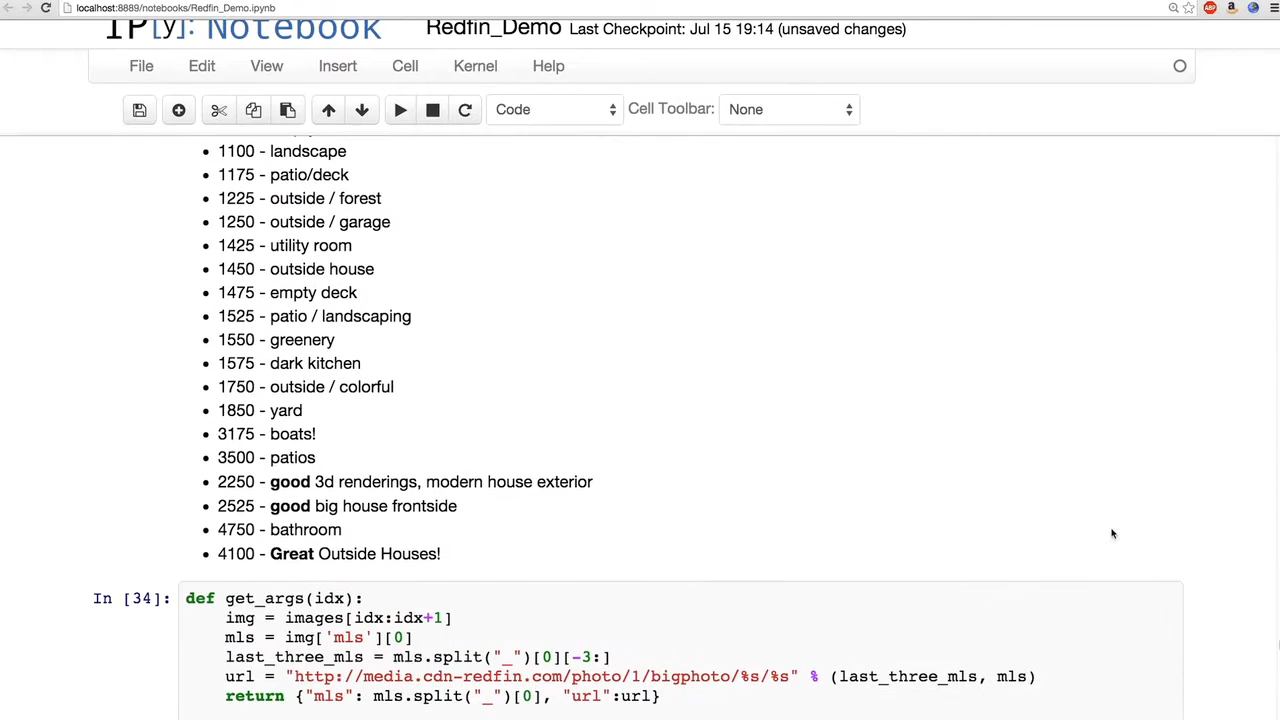 localhost:8889/notebooks/Redfin_Demo.ipynb
IP[y]: Notebook Redfin_Demo Last Checkpoint: Jul 15 19:14 (unsaved changes)
File Edit View Insert Cell Kernel Help
Code Cell Toolbar: None
1100 - landscape
1175 - patio/deck
1225 - outside / forest
1250 - outside / garage
1425 - utility room
1450 - outside house
1475 - empty deck
1525 - patio / landscaping
1550 - greenery
1575 - dark kitchen
1750 - outside / colorful
1850 - yard
3175 - boats!
3500 - patios
2250 - good 3d renderings, modern house exterior
2525 - good big house frontside
4750 - bathroom
4100 - Great Outside Houses!
In [34]: def get_args(idx):
img = images[idx:idx+1]
mls = img['mls'][0]
last_three_mls = mls.split("_")[0][-3:]
url = "http://media.cdn-redfin.com/photo/1/bigphoto/%s/%s" % (last_three_mls, mls)
return {"mls": mls.split("_")[0], "url":url}